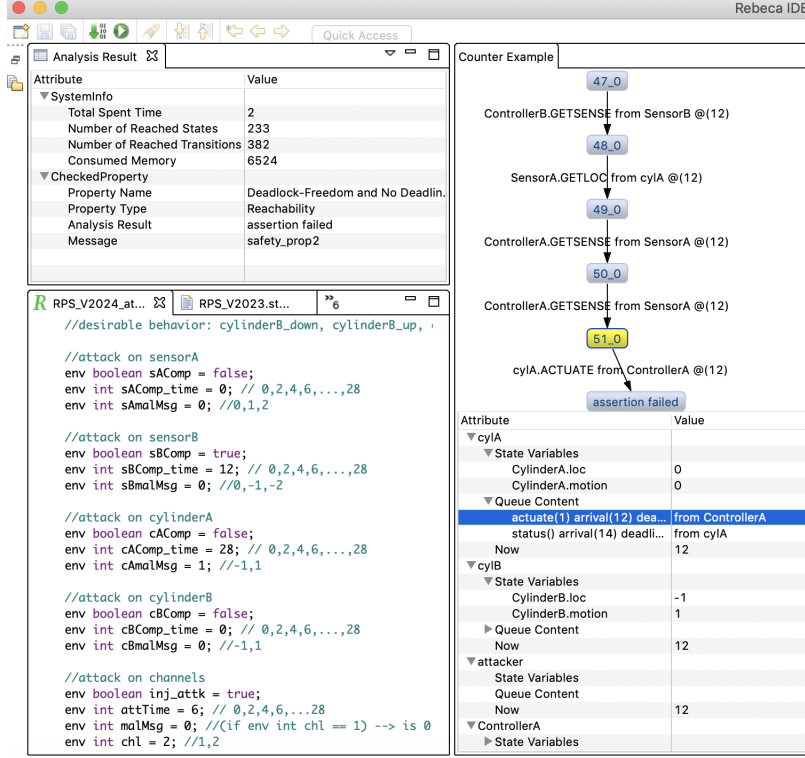 Rebeca IDE
Quick Access
Analysis Result
Attribute Value
SystemInfo
Total Spent Time 2
Number of Reached States 233
Number of Reached Transitions 382
Consumed Memory 6524
CheckedProperty
Property Name Deadlock-Freedom and No Deadlin.
Property Type Reachability
Analysis Result assertion failed
Message safety_prop2
RPS_V2024_at... RPS_V2023.st... »6
//desirable behavior: cylinderB_down, cylinderB_up,
//attack on sensorA
env boolean sAComp = false;
env int sAComp_time = 0; // 0,2,4,6,...,28
env int sAmalMsg = 0; //0,1,2
//attack on sensorB
env boolean sBComp = true;
env int sBComp_time = 12; // 0,2,4,6,...,28
env int sBmalMsg = 0; //0,-1,-2
//attack on cylinderA
env boolean cAComp = false;
env int cAComp_time = 28; // 0,2,4,6,...,28
env int cAmalMsg = 1; //-1,1
//attack on cylinderB
env boolean cBComp = false;
env int cBComp_time = 0; // 0,2,4,6,...,28
env int cBmalMsg = 0; //-1,1
//attack on channels
env boolean inj_attk = true;
env int attTime = 6; // 0,2,4,6,...28
env int malMsg = 0; //(if env int chl == 1) --> is 0
env int chl = 2; //1,2
Counter Example
47_0
ControllerB.GETSENSE from SensorB @(12)
48_0
SensorA.GETLOC from cylA @(12)
49_0
ControllerA.GETSENSE from SensorA @(12)
50_0
ControllerA.GETSENSE from SensorA @(12)
51_0
cylA.ACTUATE from ControllerA @(12)
assertion failed
Attribute Value
cylA
State Variables
CylinderA.loc 0
CylinderA.motion 0
Queue Content
actuate(1) arrival(12) dea... from ControllerA
status() arrival(14) deadli... from cylA
Now 12
cylB
State Variables
CylinderB.loc -1
CylinderB.motion 1
Queue Content
Now 12
attacker
State Variables
Queue Content
Now 12
ControllerA
State Variables